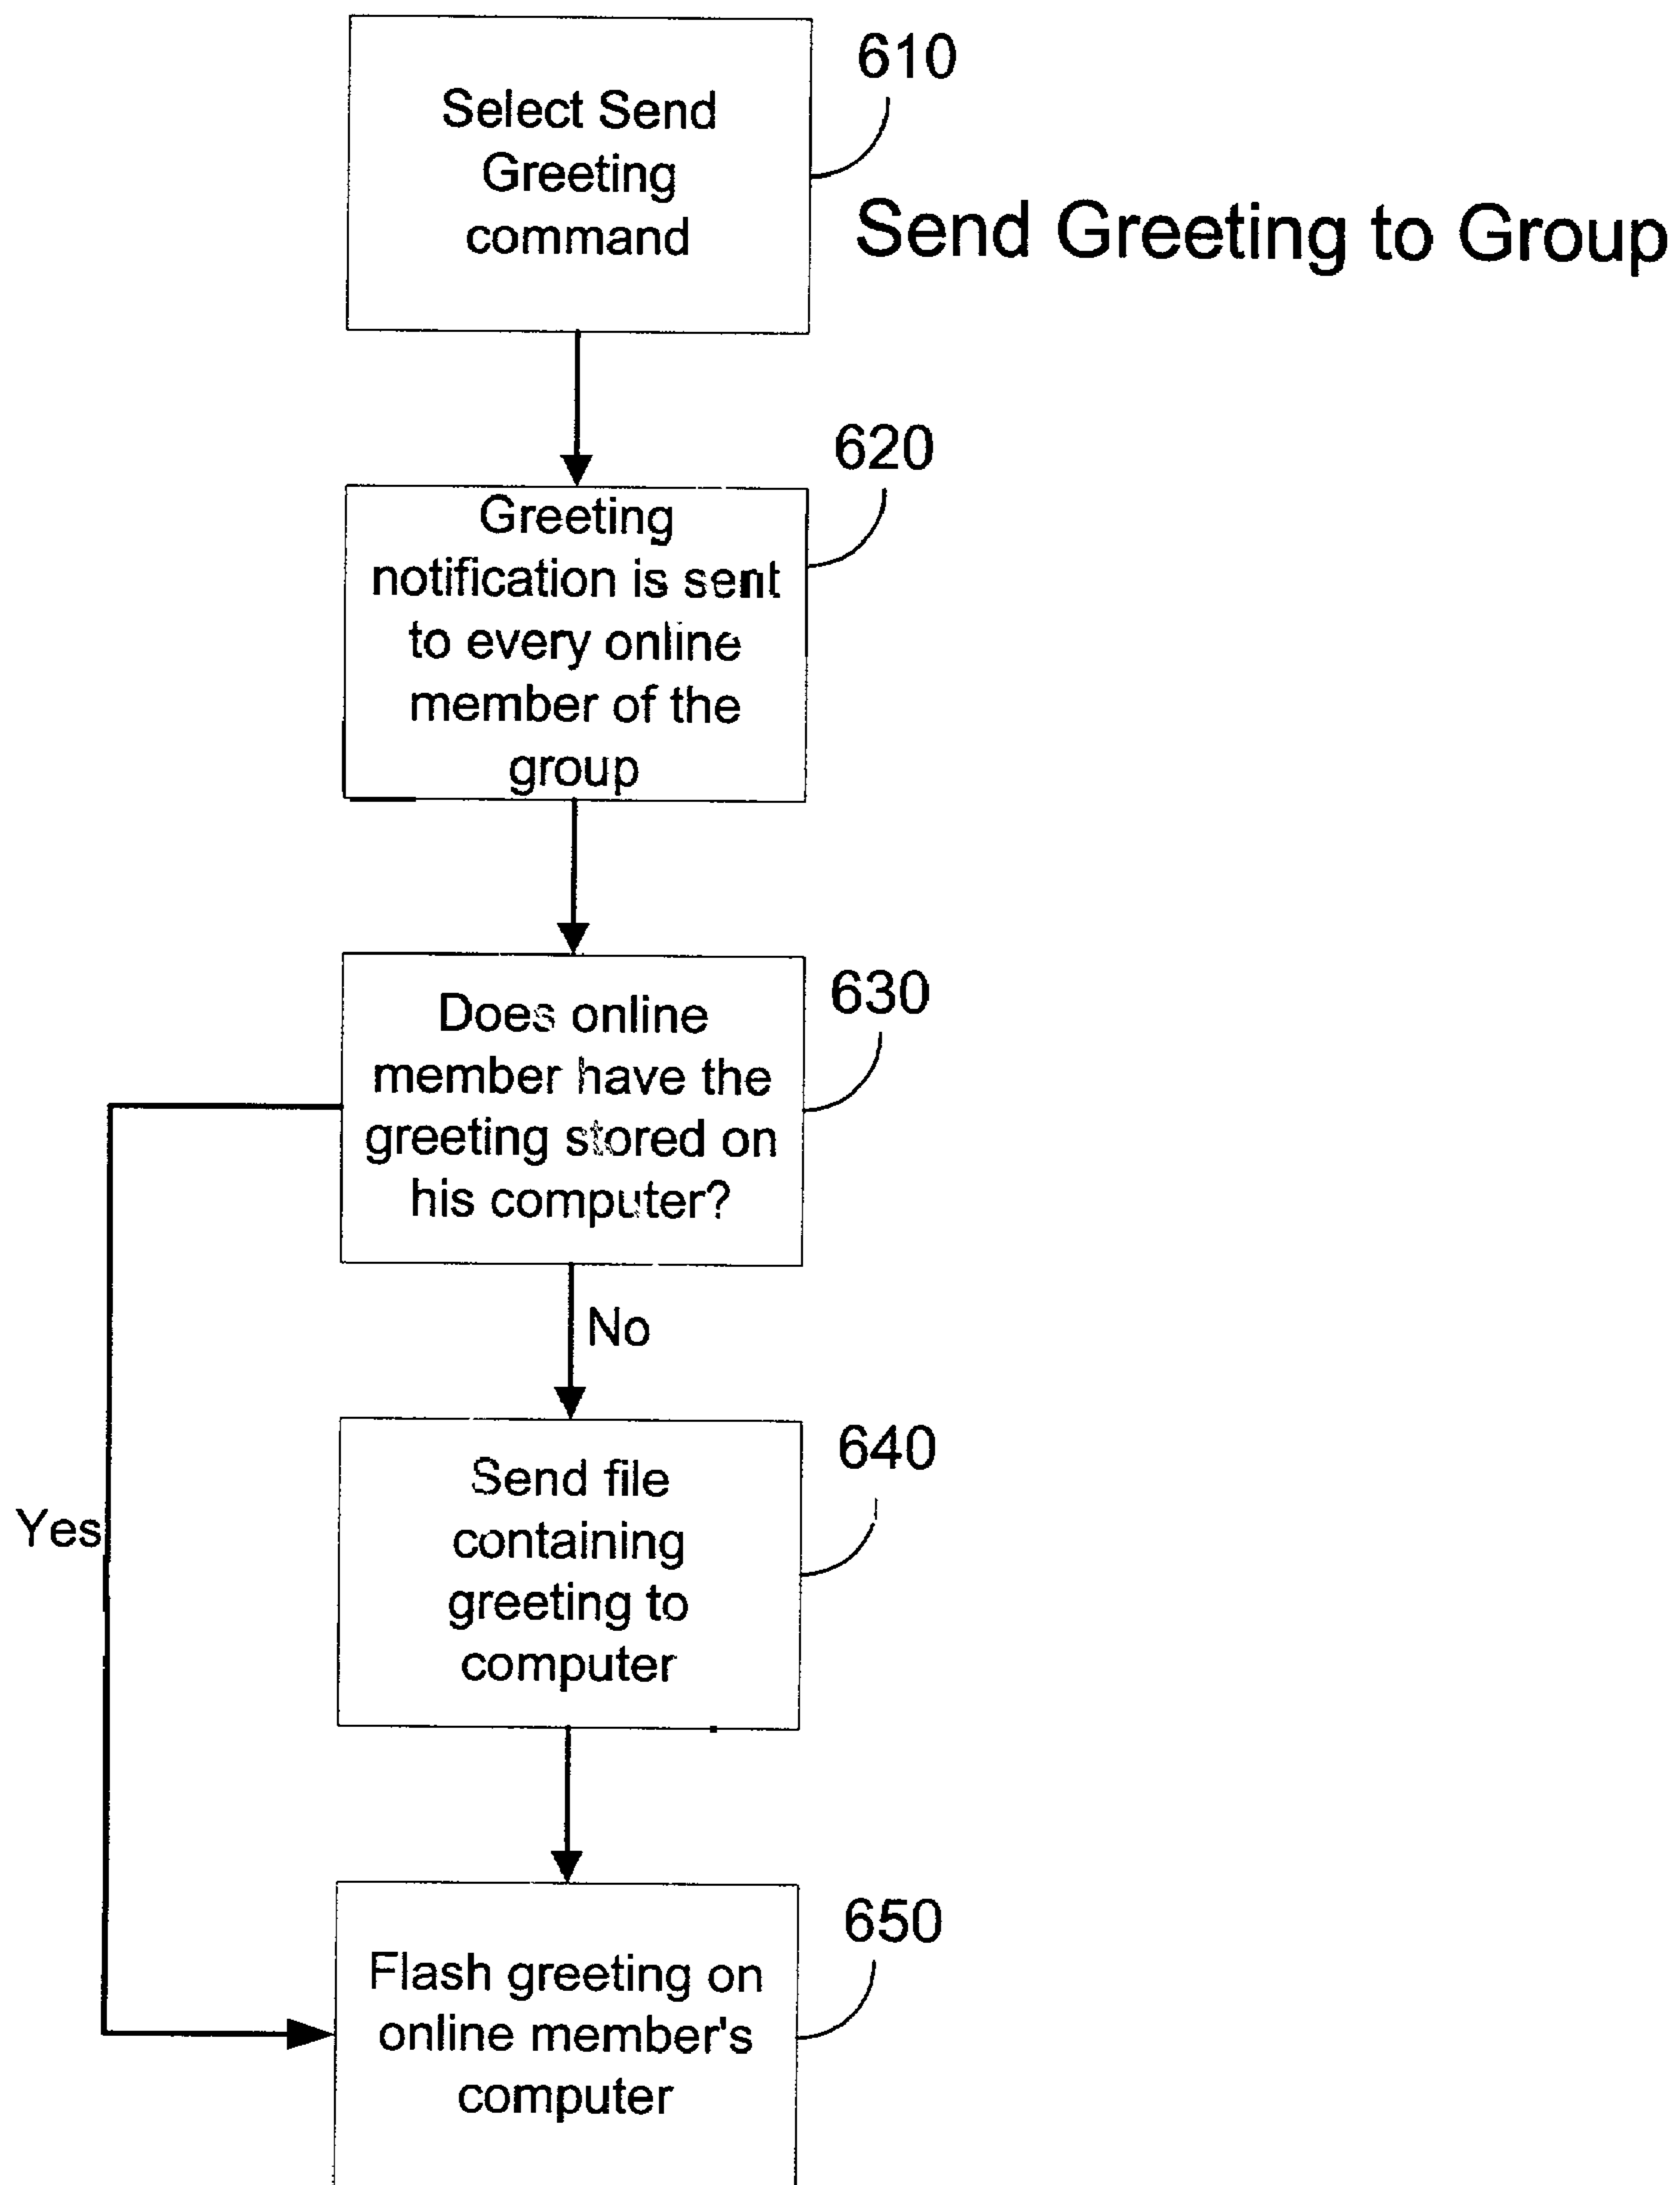 610
Select Send
Greeting
command
Send Greeting to Group
620
Greeting
notification is sent
to every online
member of the
group
630
Does online
member have the
greeting stored on
his computer?
No
640
Send file
containing
greeting to
computer
Yes
650
Flash greeting on
online member's
computer